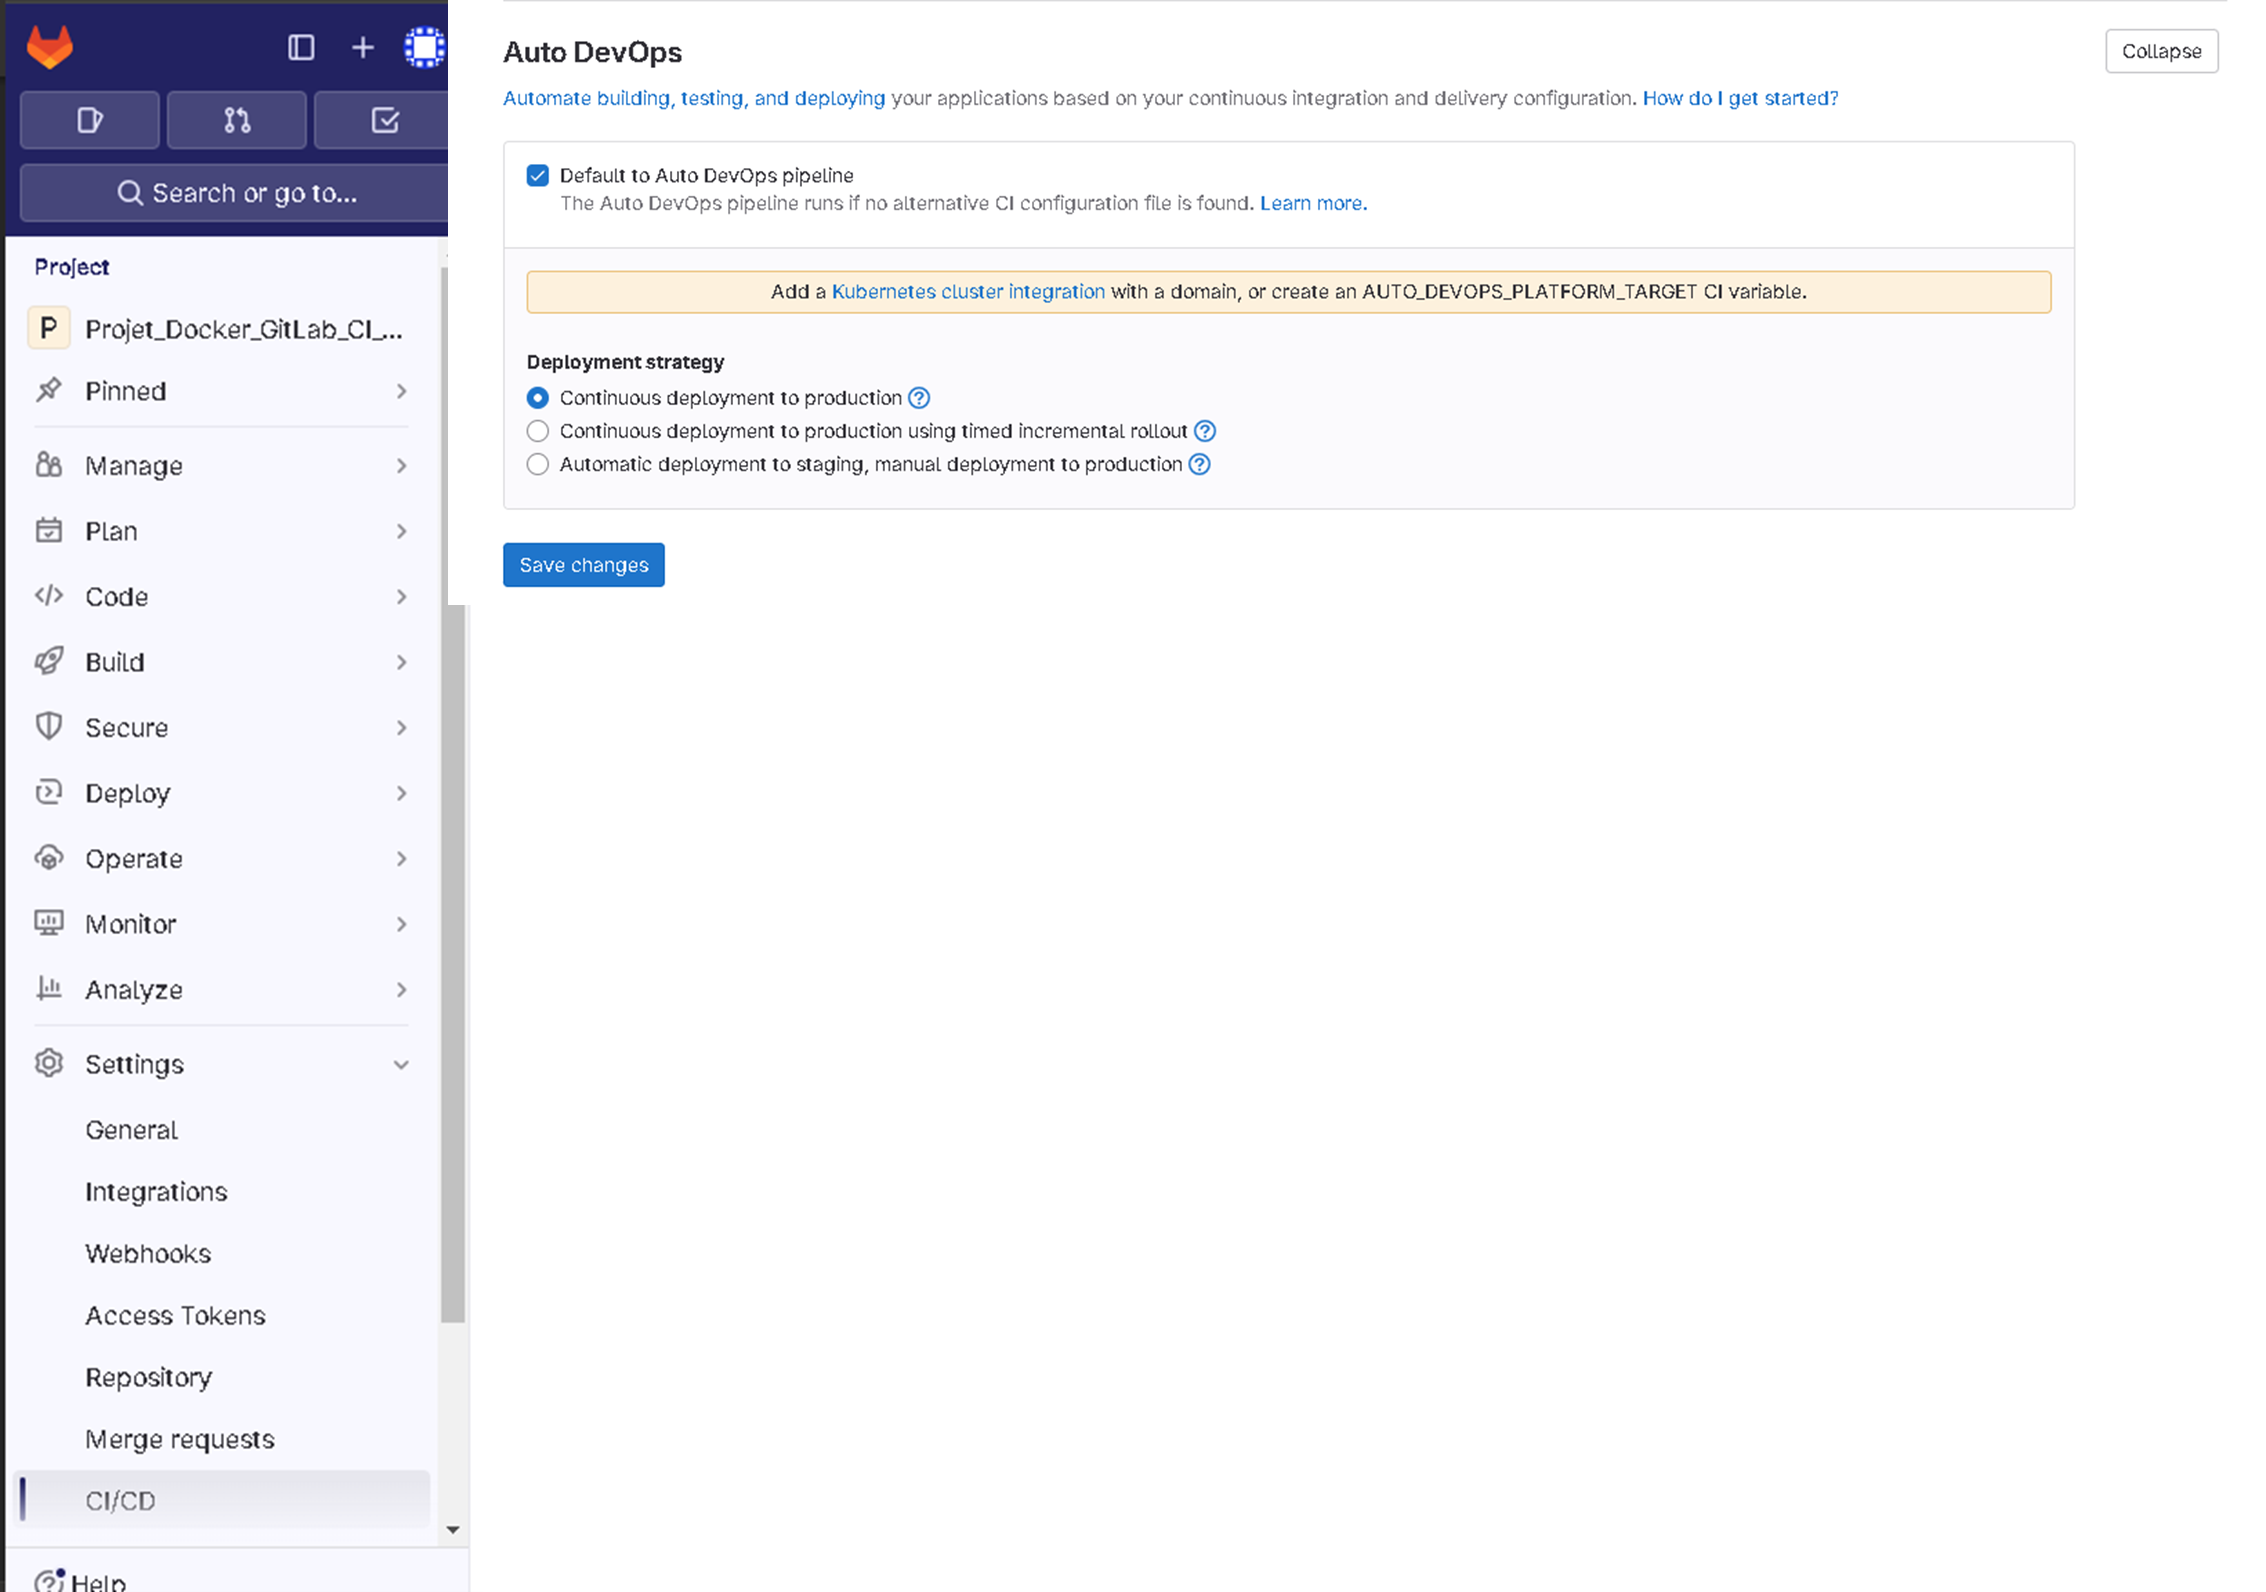 Search or go to...
Project
P Projet_Docker_GitLab_CI_...
Pinned
Manage
Plan
Code
Build
Secure
Deploy
Operate
Monitor
Analyze
Settings
General
Integrations
Webhooks
Access Tokens
Repository
Merge requests
CI/CD
Help
Auto DevOps
Collapse
Automate building, testing, and deploying your applications based on your continuous integration and delivery configuration. How do I get started?
Default to Auto DevOps pipeline
The Auto DevOps pipeline runs if no alternative CI configuration file is found. Learn more.
Add a Kubernetes cluster integration with a domain, or create an AUTO_DEVOPS_PLATFORM_TARGET CI variable.
Deployment strategy
Continuous deployment to production
Continuous deployment to production using timed incremental rollout
Automatic deployment to staging, manual deployment to production
Save changes